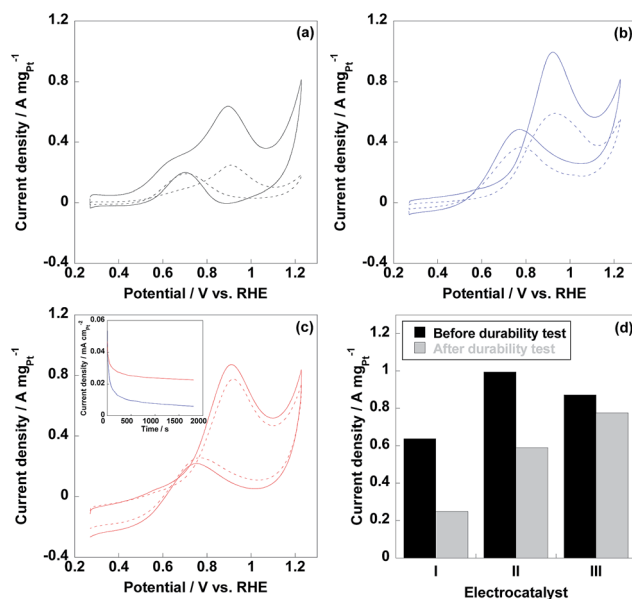 (a)
Current density / A mg_Pt^-1
1.2
0.8
0.4
0
-0.4
0.2 0.4 0.6 0.8 1 1.2
Potential / V vs. RHE
(b)
Current density / A mg_Pt^-1
1.2
0.8
0.4
0
-0.4
0.2 0.4 0.6 0.8 1 1.2
Potential / V vs. RHE
(c)
Current density / A mg_Pt^-1
1.2
0.8
0.4
0
-0.4
0.2 0.4 0.6 0.8 1 1.2
Potential / V vs. RHE
Current density / mA cm_Pt^-2
0.06
0.04
0.02
0
0 500 1000 1500 2000
Time / s
(d)
Before durability test
After durability test
Current density / A mg_Pt^-1
1.2
1
0.8
0.6
0.4
0.2
0
I II III
Electrocatalyst